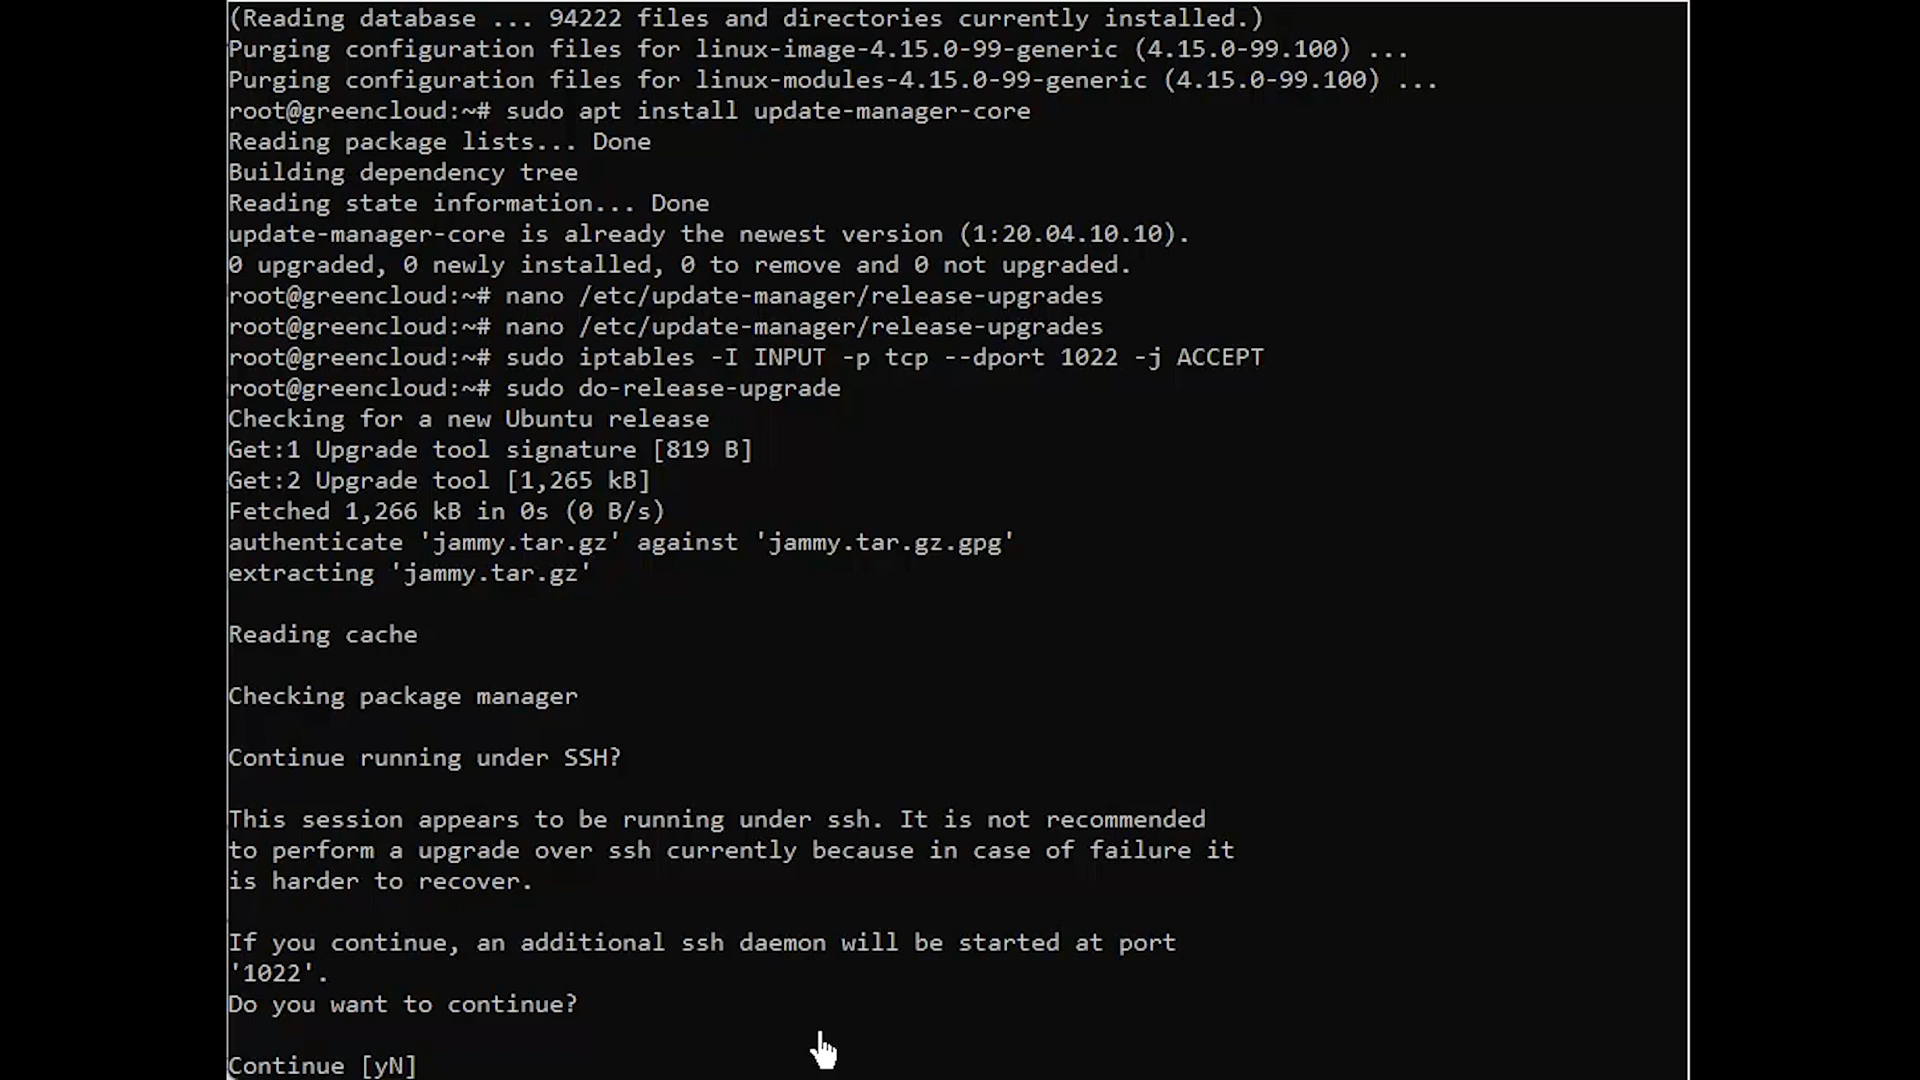 (Reading database ... 94222 files and directories currently installed.)
Purging configuration files for linux-image-4.15.0-99-generic (4.15.0-99.100) ...
Purging configuration files for linux-modules-4.15.0-99-generic (4.15.0-99.100) ...
root@greencloud:~# sudo apt install update-manager-core
Reading package lists... Done
Building dependency tree
Reading state information... Done
update-manager-core is already the newest version (1:20.04.10.10).
0 upgraded, 0 newly installed, 0 to remove and 0 not upgraded.
root@greencloud:~# nano /etc/update-manager/release-upgrades
root@greencloud:~# nano /etc/update-manager/release-upgrades
root@greencloud:~# sudo iptables -I INPUT -p tcp --dport 1022 -j ACCEPT
root@greencloud:~# sudo do-release-upgrade
Checking for a new Ubuntu release
Get:1 Upgrade tool signature [819 B]
Get:2 Upgrade tool [1,265 kB]
Fetched 1,266 kB in 0s (0 B/s)
authenticate 'jammy.tar.gz' against 'jammy.tar.gz.gpg'
extracting 'jammy.tar.gz'
Reading cache
Checking package manager
Continue running under SSH?
This session appears to be running under ssh. It is not recommended
to perform a upgrade over ssh currently because in case of failure it
is harder to recover.
If you continue, an additional ssh daemon will be started at port
'1022'.
Do you want to continue?
Continue [yN]